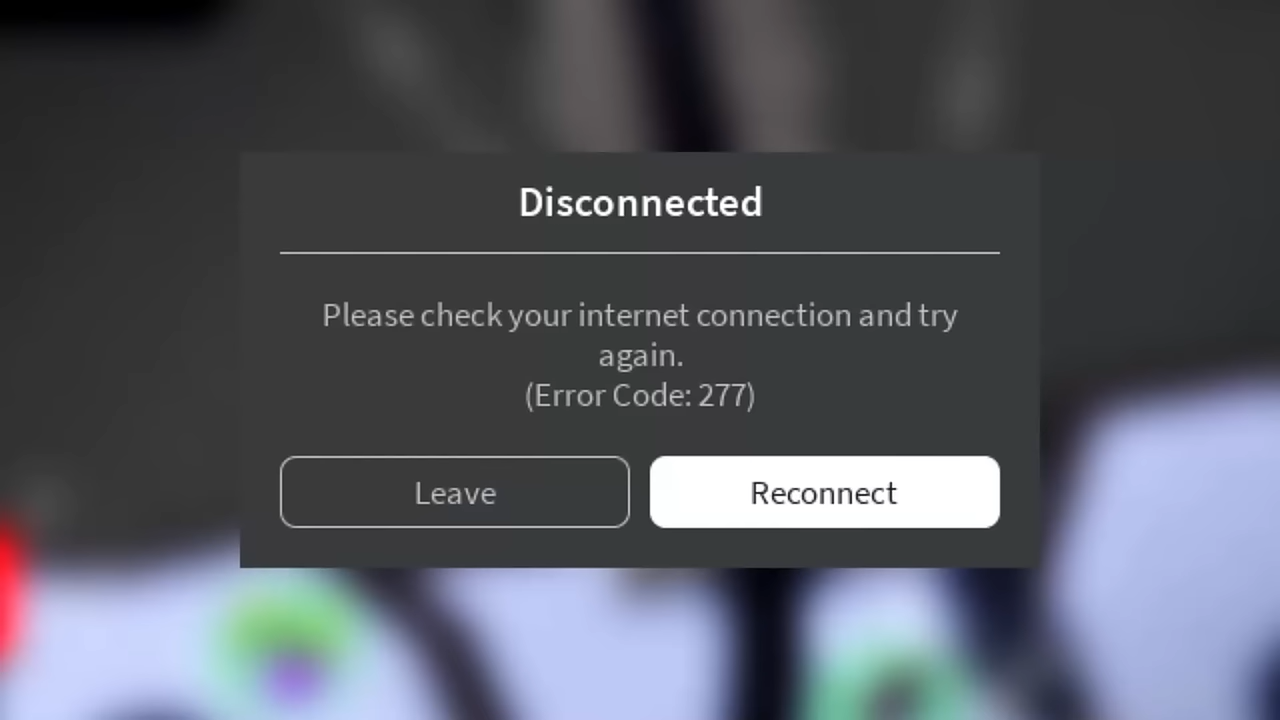 Disconnected
Please check your internet connection and try
again.
(Error Code: 277)
Leave
Reconnect